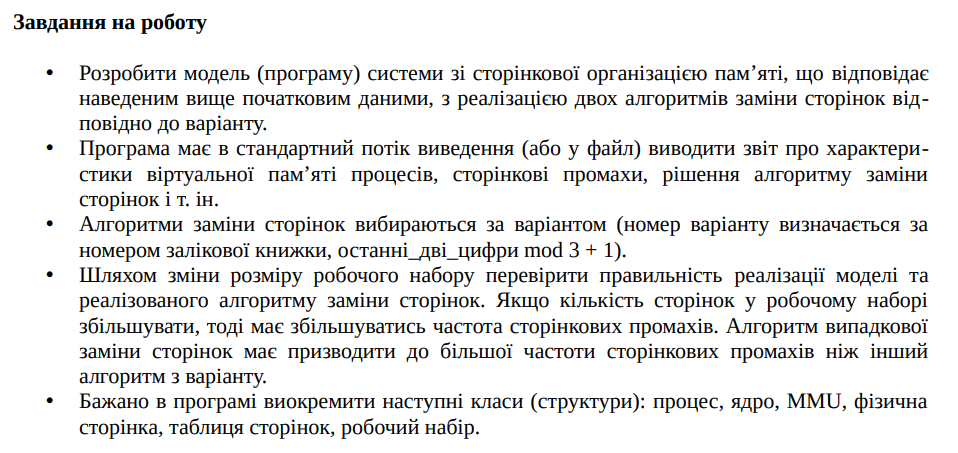 Завдання на роботу
• Розробити модель (програму) системи зі сторінкової організацією пам’яті, що відповідає
наведеним вище початковим даними, з реалізацією двох алгоритмів заміни сторінок від-
повідно до варіанту.
• Програма має в стандартний потік виведення (або у файл) виводити звіт про характери-
стики віртуальної пам’яті процесів, сторінкові промахи, рішення алгоритму заміни
сторінок і т. ін.
• Алгоритми заміни сторінок вибираються за варіантом (номер варіанту визначається за
номером залікової книжки, останні_дві_цифри mod 3 + 1).
• Шляхом зміни розміру робочого набору перевірити правильність реалізації моделі та
реалізованого алгоритму заміни сторінок. Якщо кількість сторінок у робочому наборі
збільшувати, тоді має збільшуватись частота сторінкових промахів. Алгоритм випадкової
заміни сторінок має призводити до більшої частоти сторінкових промахів ніж інший
алгоритм з варіанту.
• Бажано в програмі виокремити наступні класи (структури): процес, ядро, MMU, фізична
сторінка, таблиця сторінок, робочий набір.